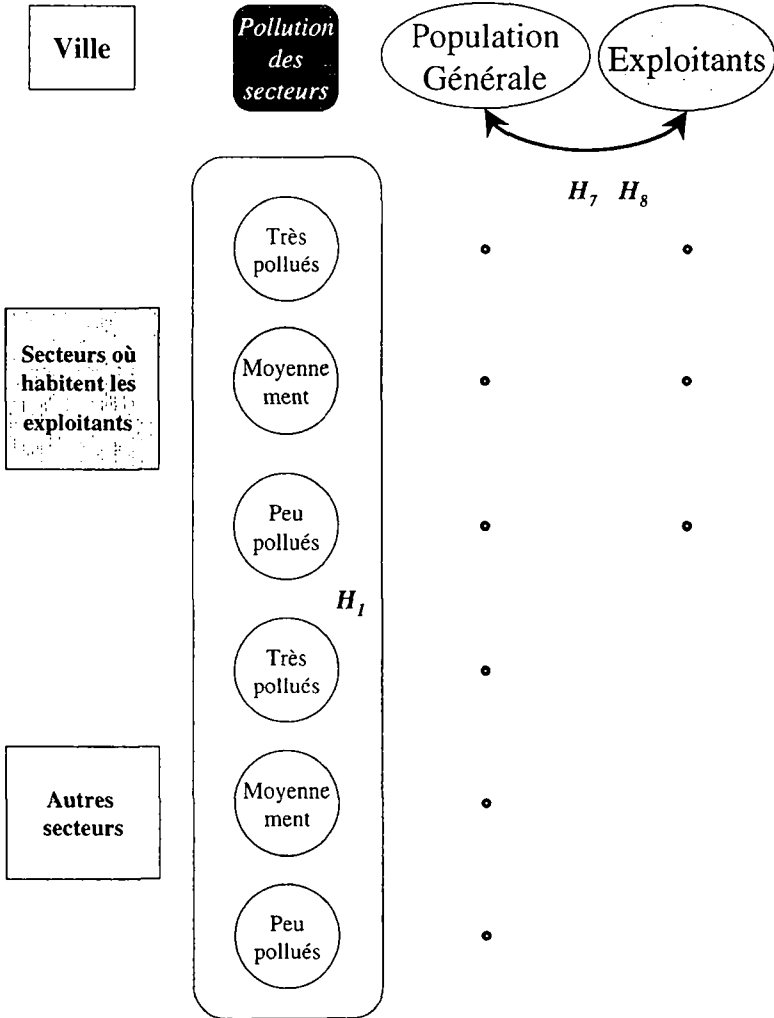 Ville
Pollution
des
secteurs
Population
Générale
Exploitants
H7 H8
Très
pollués
Secteurs où
habitent les
exploitants
Moyenne
ment
Peu
pollués
H1
Très
pollués
Autres
secteurs
Moyenne
ment
Peu
pollués